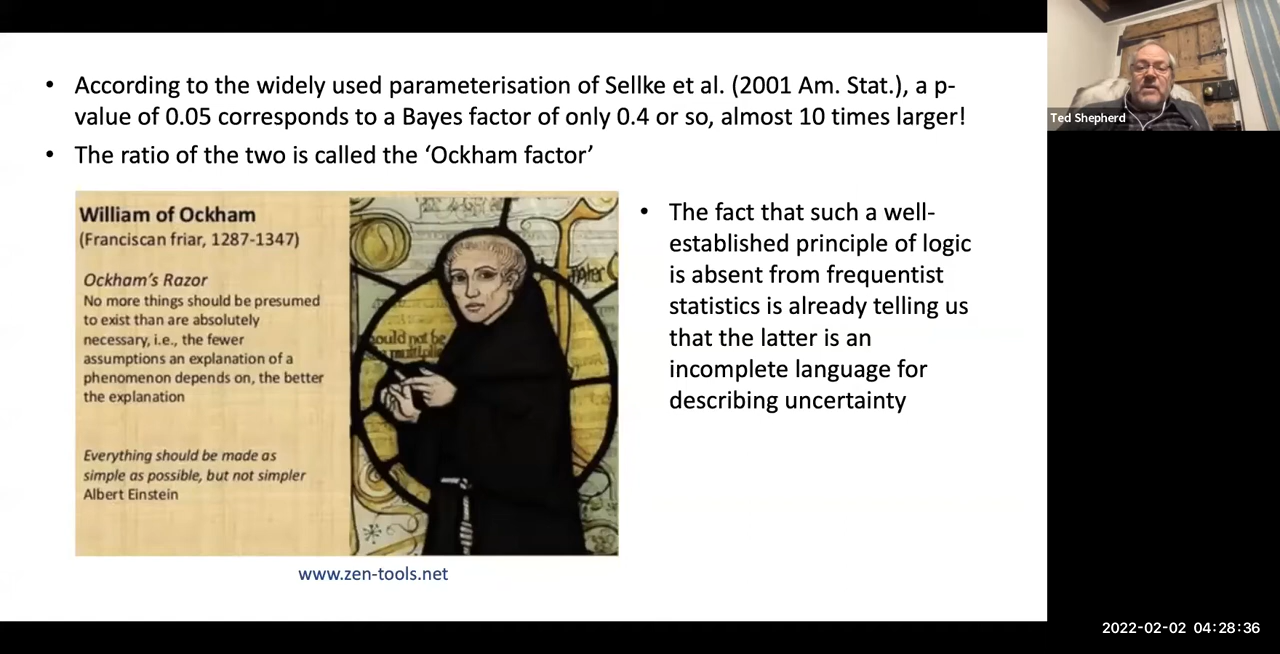 • According to the widely used parameterisation of Sellke et al. (2001 Am. Stat.), a p-
value of 0.05 corresponds to a Bayes factor of only 0.4 or so, almost 10 times larger!
• The ratio of the two is called the ‘Ockham factor’
William of Ockham
(Franciscan friar, 1287-1347)
Ockham's Razor
No more things should be presumed
to exist than are absolutely
necessary, i.e., the fewer
assumptions an explanation of a
phenomenon depends on, the better
the explanation
Everything should be made as
simple as possible, but not simpler
Albert Einstein
ould not be
www.zen-tools.net
• The fact that such a well-
established principle of logic
is absent from frequentist
statistics is already telling us
that the latter is an
incomplete language for
describing uncertainty
Ted Shepherd
2022-02-02 04:28:36